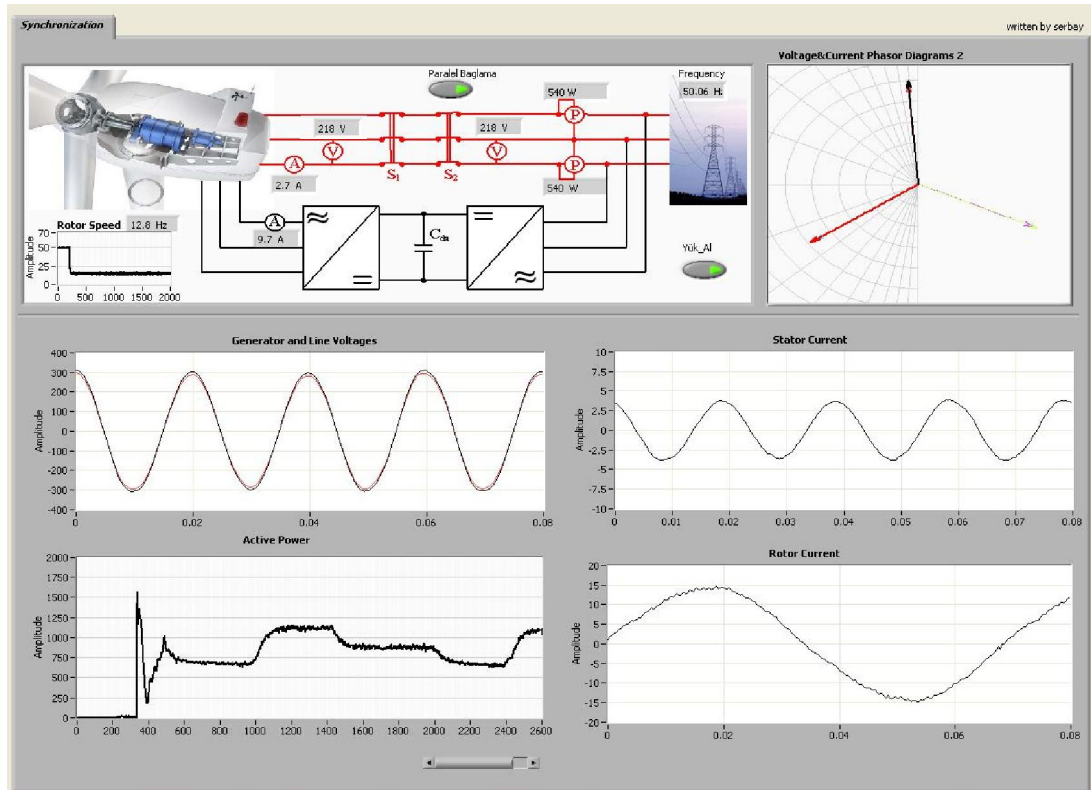 Synchronization
written by serbay
Voltage&Current Phasor Diagrams 2
Paralel Baglama
Frequency
50.06 Hz
540 W
P
218 V
218 V
V
V
A
S1
S2
2.7 A
P
540 W
A
9.7 A
Rotor Speed 12.8 Hz
Amplitude
70
50
25
0
0 500 1000 1500 2000
Yük_Al
Generator and Line Voltages
Amplitude
400
300
200
100
0
-100
-200
-300
-400
0 0.02 0.04 0.06 0.08
Stator Current
Amplitude
10
7.5
5
2.5
0
-2.5
-5
-7.5
-10
0 0.01 0.02 0.03 0.04 0.05 0.06 0.07 0.08
Active Power
Amplitude
2000
1750
1500
1250
1000
750
500
250
0
0 200 400 600 800 1000 1200 1400 1600 1800 2000 2200 2400 2600
Rotor Current
Amplitude
20
15
10
5
0
-5
-10
-15
-20
0 0.02 0.04 0.06 0.08